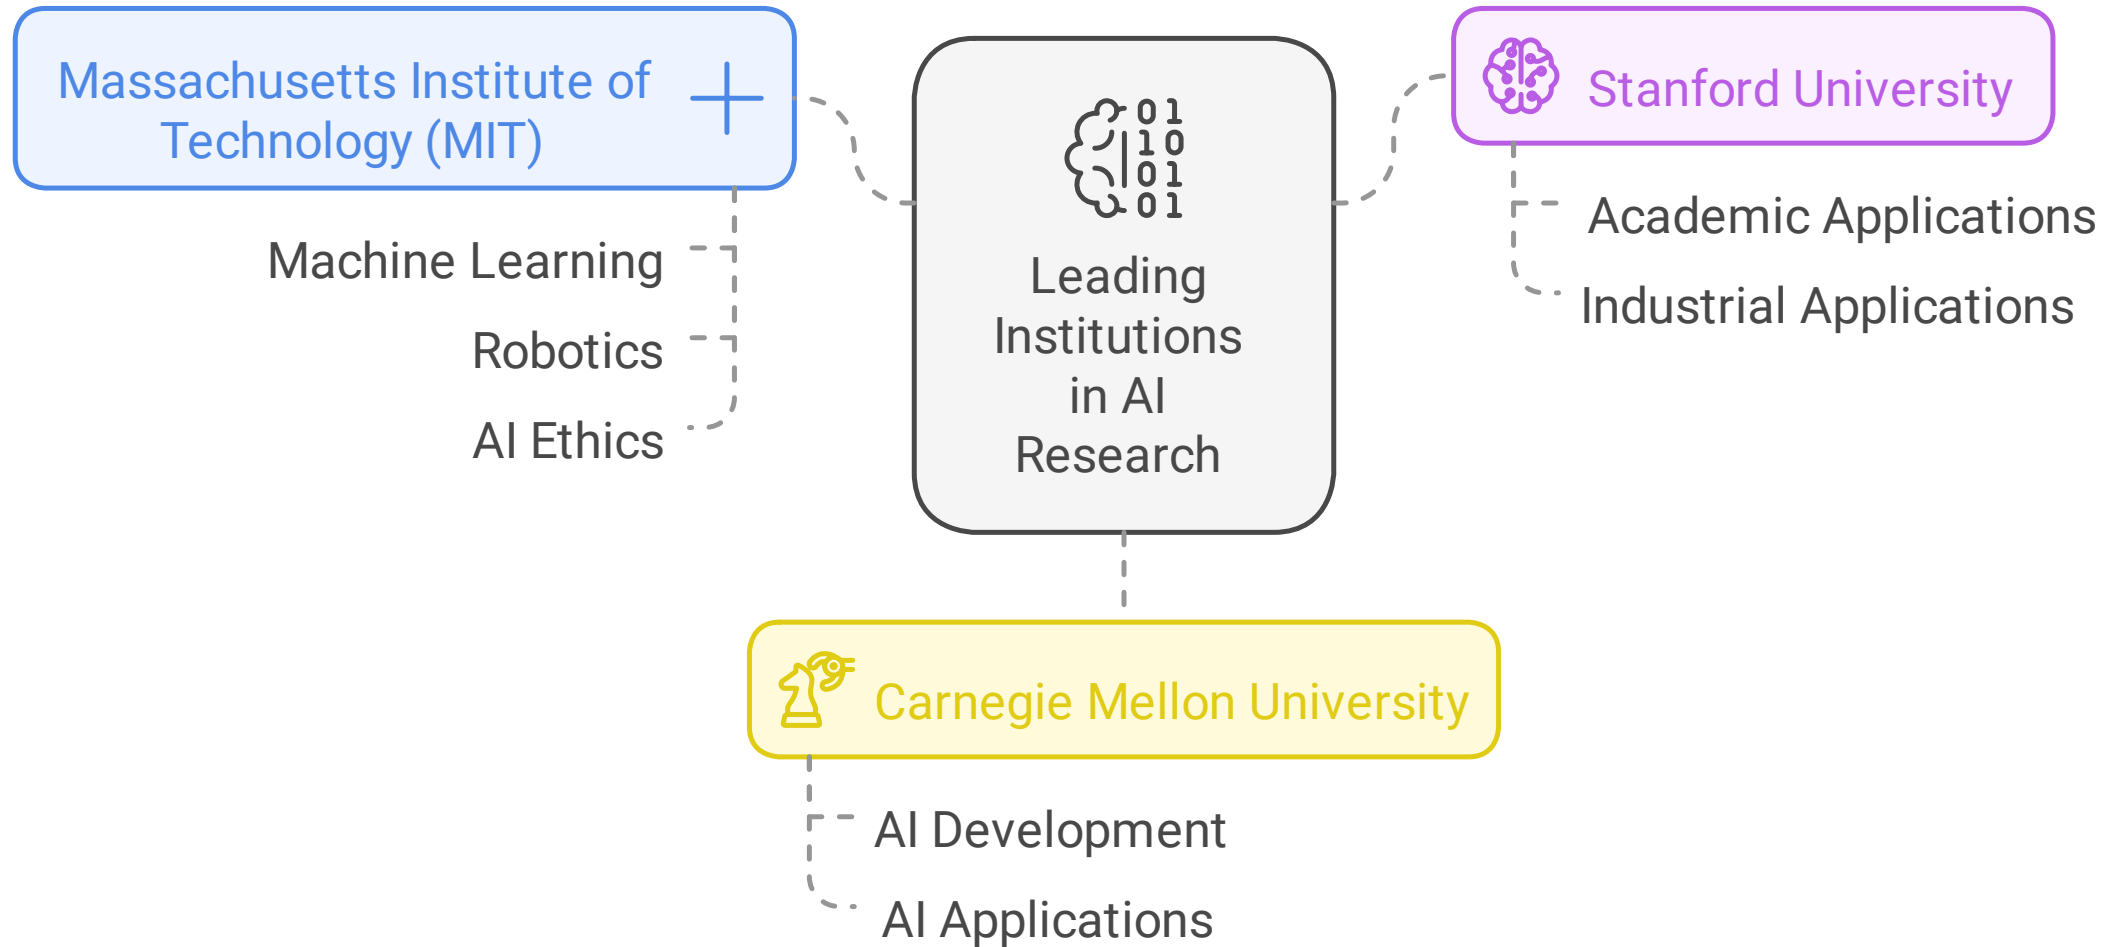 Massachusetts Institute of
Technology (MIT)
Machine Learning
Robotics
AI Ethics
01
10
01
01
Leading
Institutions
in AI
Research
Stanford University
Academic Applications
Industrial Applications
Carnegie Mellon University
AI Development
AI Applications